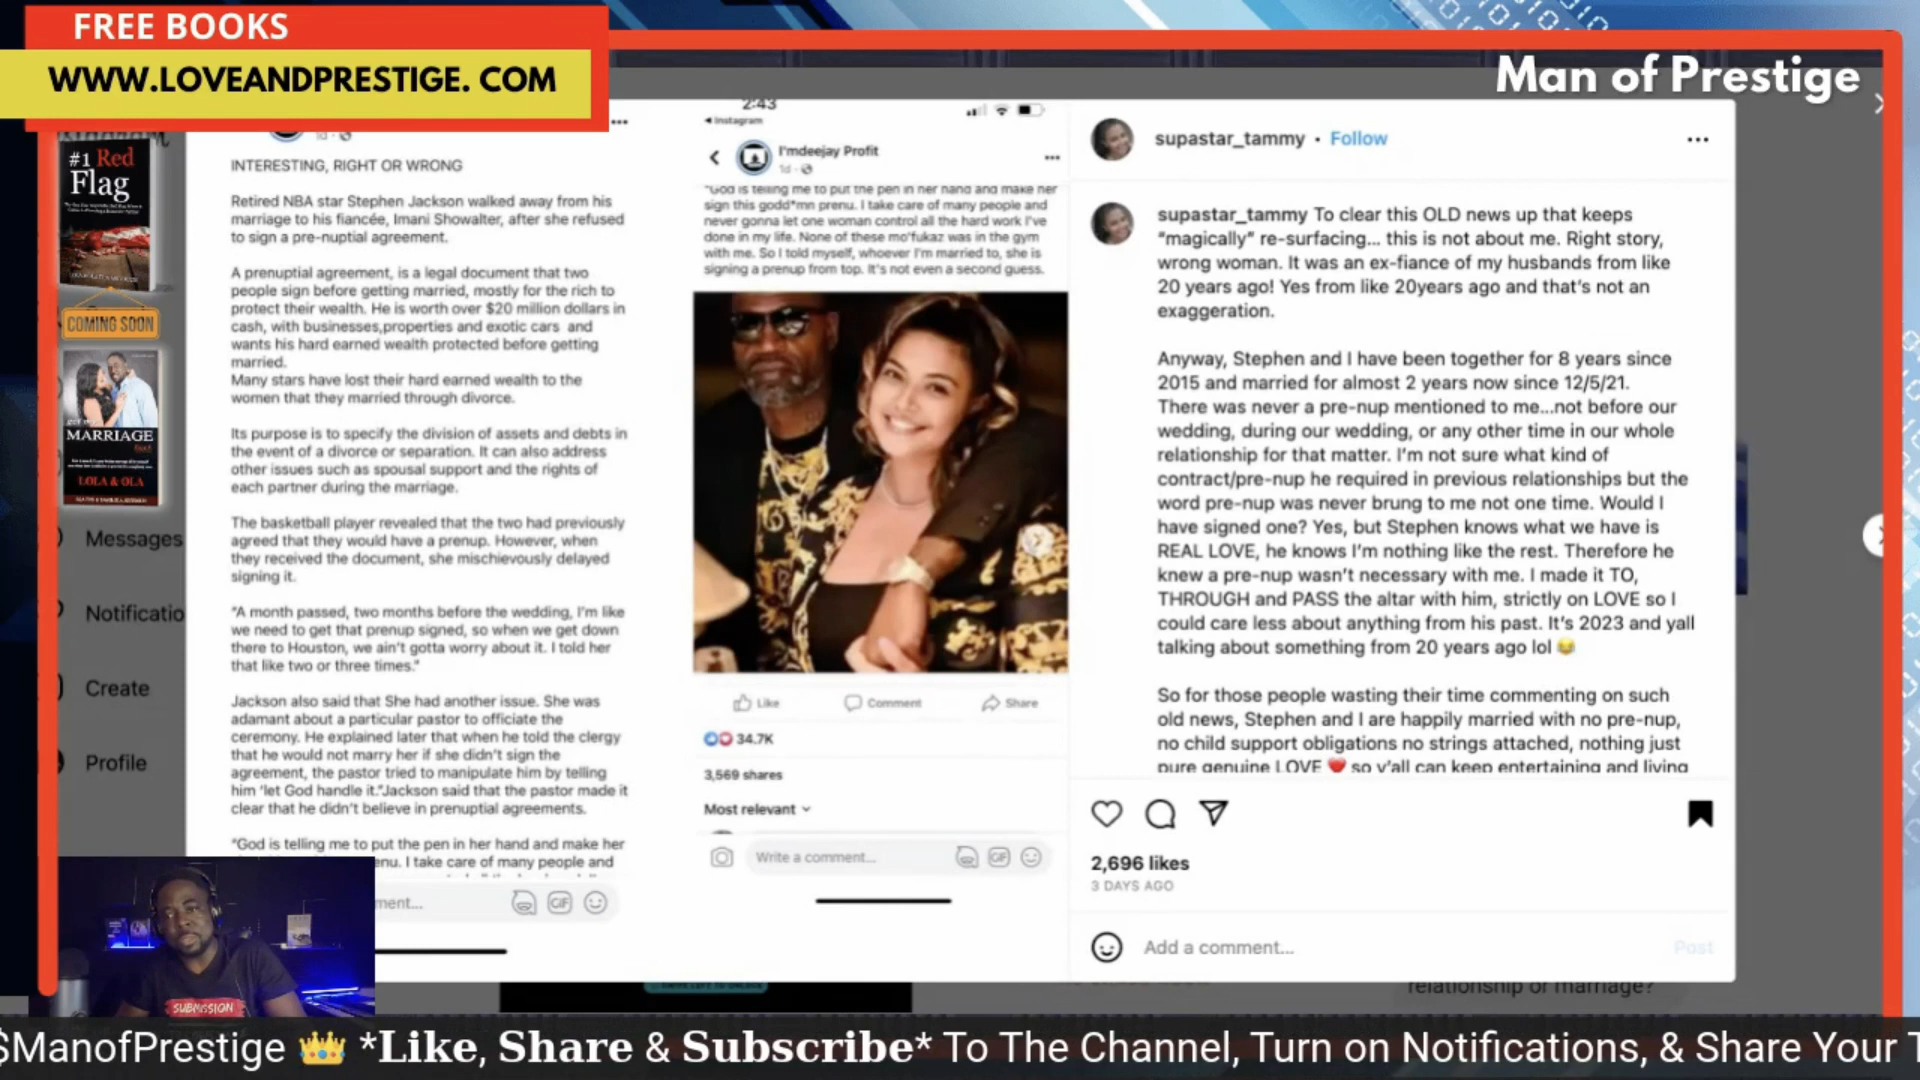 FREE BOOKS
WWW.LOVEANDPRESTIGE. COM
Man of Prestige
#1 Red
Flag
COMING SOON
MARRIAGE
LOLA & OLA
Messages
Notificatio
Create
Profile
1d
INTERESTING, RIGHT OR WRONG
Retired NBA star Stephen Jackson walked away from his
marriage to his fiancée, Imani Showalter, after she refused
to sign a pre-nuptial agreement.
A prenuptial agreement, is a legal document that two
people sign before getting married, mostly for the rich to
protect their wealth. He is worth over $20 million dollars in
cash, with businesses,properties and exotic cars and
wants his hard earned wealth protected before getting
married.
Many stars have lost their hard earned wealth to the
women that they married through divorce.
Its purpose is to specify the division of assets and debts in
the event of a divorce or separation. It can also address
other issues such as spousal support and the rights of
each partner during the marriage.
The basketball player revealed that the two had previously
agreed that they would have a prenup. However, when
they received the document, she mischievously delayed
signing it.
"A month passed, two months before the wedding, I'm like
we need to get that prenup signed, so when we get down
there to Houston, we ain't gotta worry about it. I told her
that like two or three times."
Jackson also said that She had another issue. She was
adamant about a particular pastor to officiate the
ceremony. He explained later that when he told the clergy
that he would not marry her if she didn't sign the
agreement, the pastor tried to manipulate him by telling
him 'let God handle it."Jackson said that the pastor made it
clear that he didn't believe in prenuptial agreements.
"God is telling me to put the pen in her hand and make her
enu. I take care of many people and
ment...
GIF
2:43
Instagram
I'mdeejay Profit
1d
"God is telling me to put the pen in her hand and make her
sign this godd*mn prenu. I take care of many people and
never gonna let one woman control all the hard work I've
done in my life. None of these mo'fukaz was in the gym
with me. So I told myself, whoever I'm married to, she is
signing a prenup from top. It's not even a second guess.
Like Comment Share
34.7K
3,569 shares
Most relevant
Write a comment...
GIF
supastar_tammy • Follow
supastar_tammy To clear this OLD news up that keeps
"magically" re-surfacing... this is not about me. Right story,
wrong woman. It was an ex-fiance of my husbands from like
20 years ago! Yes from like 20years ago and that's not an
exaggeration.
Anyway, Stephen and I have been together for 8 years since
2015 and married for almost 2 years now since 12/5/21.
There was never a pre-nup mentioned to me...not before our
wedding, during our wedding, or any other time in our whole
relationship for that matter. I'm not sure what kind of
contract/pre-nup he required in previous relationships but the
word pre-nup was never brung to me not one time. Would I
have signed one? Yes, but Stephen knows what we have is
REAL LOVE, he knows I'm nothing like the rest. Therefore he
knew a pre-nup wasn't necessary with me. I made it TO,
THROUGH and PASS the altar with him, strictly on LOVE so I
could care less about anything from his past. It's 2023 and yall
talking about something from 20 years ago lol 😂
So for those people wasting their time commenting on such
old news, Stephen and I are happily married with no pre-nup,
no child support obligations no strings attached, nothing just
pure genuine LOVE ❤️ so y'all can keep entertaining and living
2,696 likes
3 DAYS AGO
Add a comment...
Post
relationship or marriage?
SUBMISSION
$ManofPrestige 👑 *Like, Share & Subscribe* To The Channel, Turn on Notifications, & Share Your T